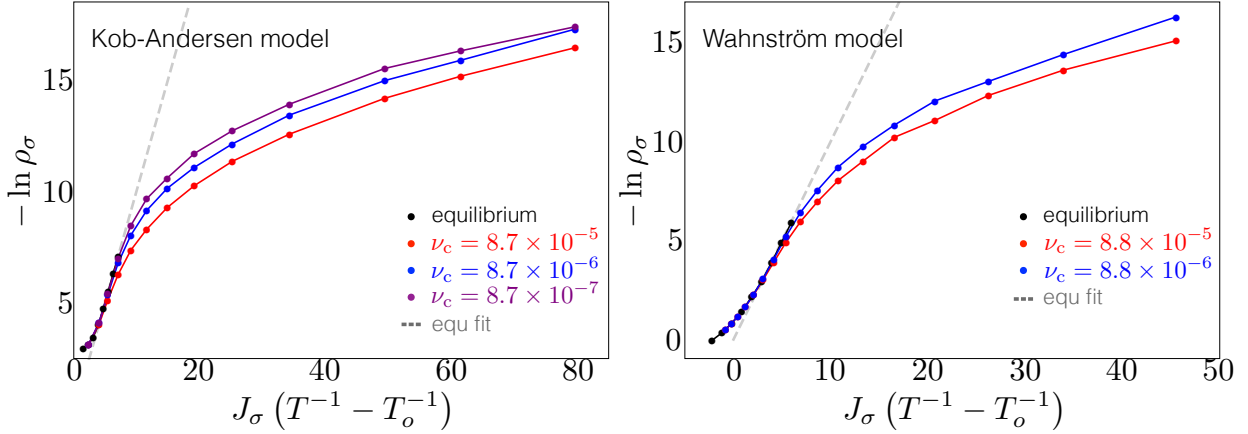 Kob-Andersen model
− ln ρσ
15
10
5
0 20 40 60 80
Jσ (T⁻¹ − Tₒ⁻¹)
equilibrium
νc = 8.7 × 10⁻⁵
νc = 8.7 × 10⁻⁶
νc = 8.7 × 10⁻⁷
equ fit
Wahnström model
− ln ρσ
15
10
5
0
0 10 20 30 40 50
Jσ (T⁻¹ − Tₒ⁻¹)
equilibrium
νc = 8.8 × 10⁻⁵
νc = 8.8 × 10⁻⁶
equ fit